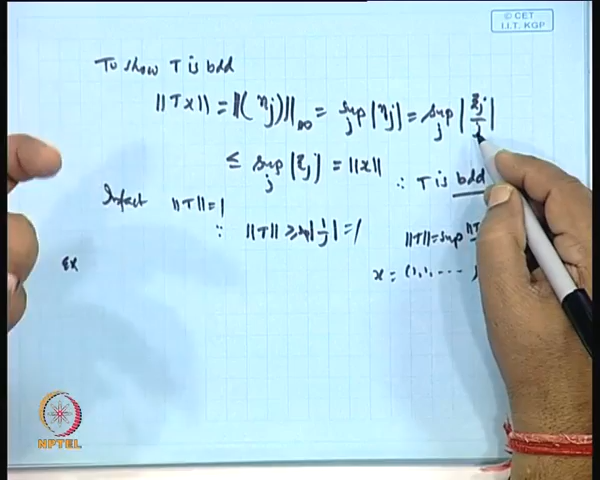 © CET
I.I.T. KGP
To show T is bdd
||Tx|| = ||(ηj)||∞ = sup j |ηj| = sup j |ξj/j|
≤ sup j |ξj| = ||x|| ∴ T is bdd
Infact ||T|| = 1
∵ ||T|| ≥ sup |1/j| = 1 ||T|| = sup
Ex x = (1,1,....
NPTEL